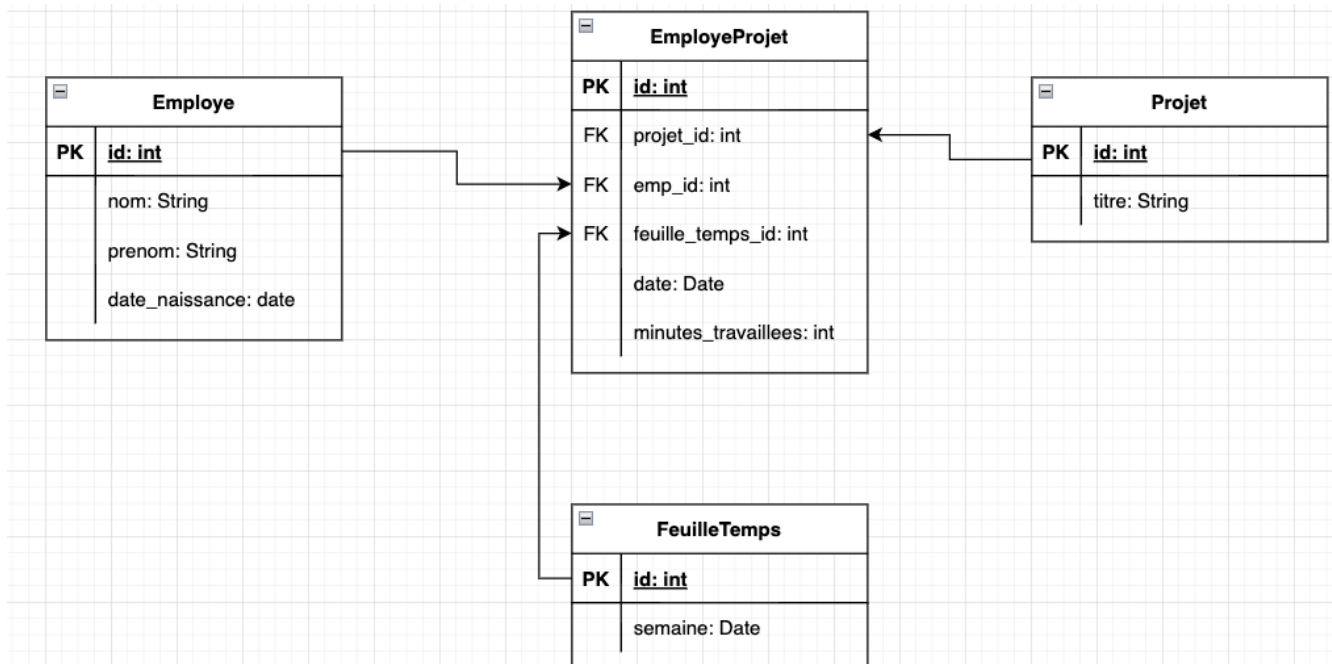 Employe
PK id: int
nom: String
prenom: String
date_naissance: date
EmployeProjet
PK id: int
FK projet_id: int
FK emp_id: int
FK feuille_temps_id: int
date: Date
minutes_travaillees: int
Projet
PK id: int
titre: String
FeuilleTemps
PK id: int
semaine: Date